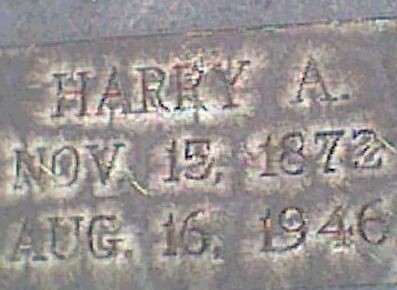 HARRY A.
NOV. 15, 1872
AUG. 16, 1946